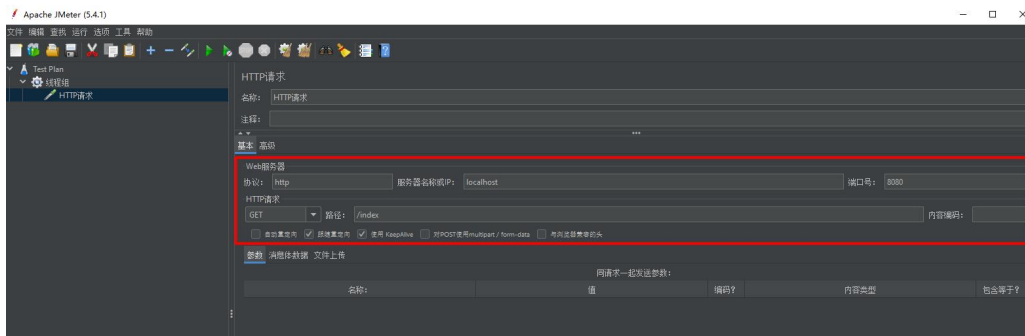 Apache JMeter (5.4.1)
文件 编辑 查找 运行 选项 工具 帮助
Test Plan
线程组
HTTP请求
HTTP请求
名称： HTTP请求
注释：
基本 高级
Web服务器
协议： http 服务器名称或IP： localhost 端口号： 8080
HTTP请求
GET 路径： /index 内容编码：
自动重定向 跟随重定向 使用 KeepAlive 对POST使用multipart / form-data 与浏览器兼容的头
参数 消息体数据 文件上传
同请求一起发送参数：
名称： 值 编码? 内容类型 包含等于?